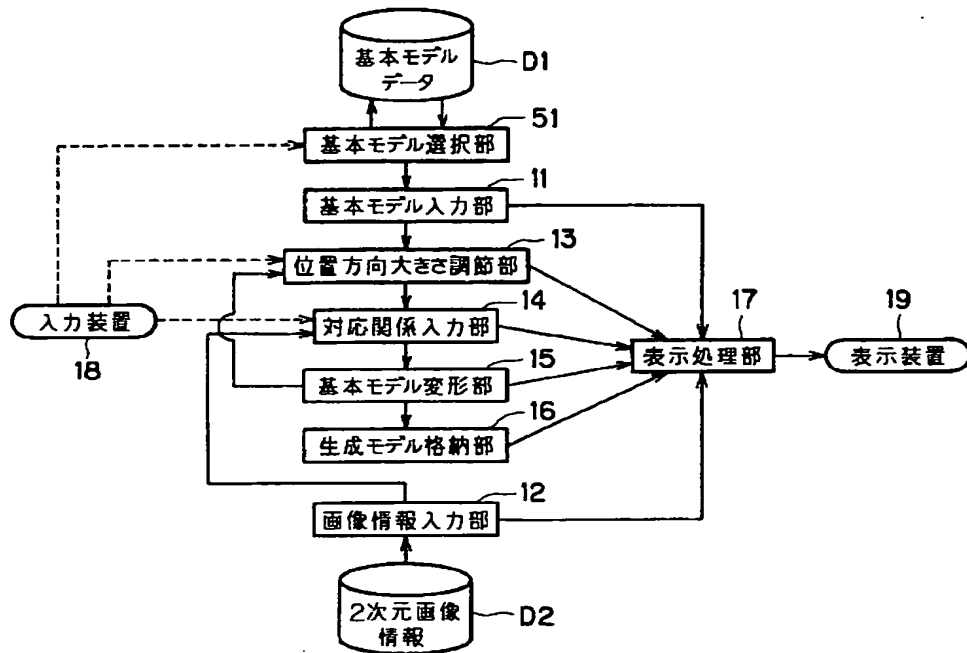 基本モデル
データ
D1
51
基本モデル選択部
11
基本モデル入力部
13
位置方向大きさ調節部
14
入力装置
対応関係入力部
17
19
18
表示処理部
表示装置
15
基本モデル変形部
16
生成モデル格納部
12
画像情報入力部
2次元画像
情報
D2